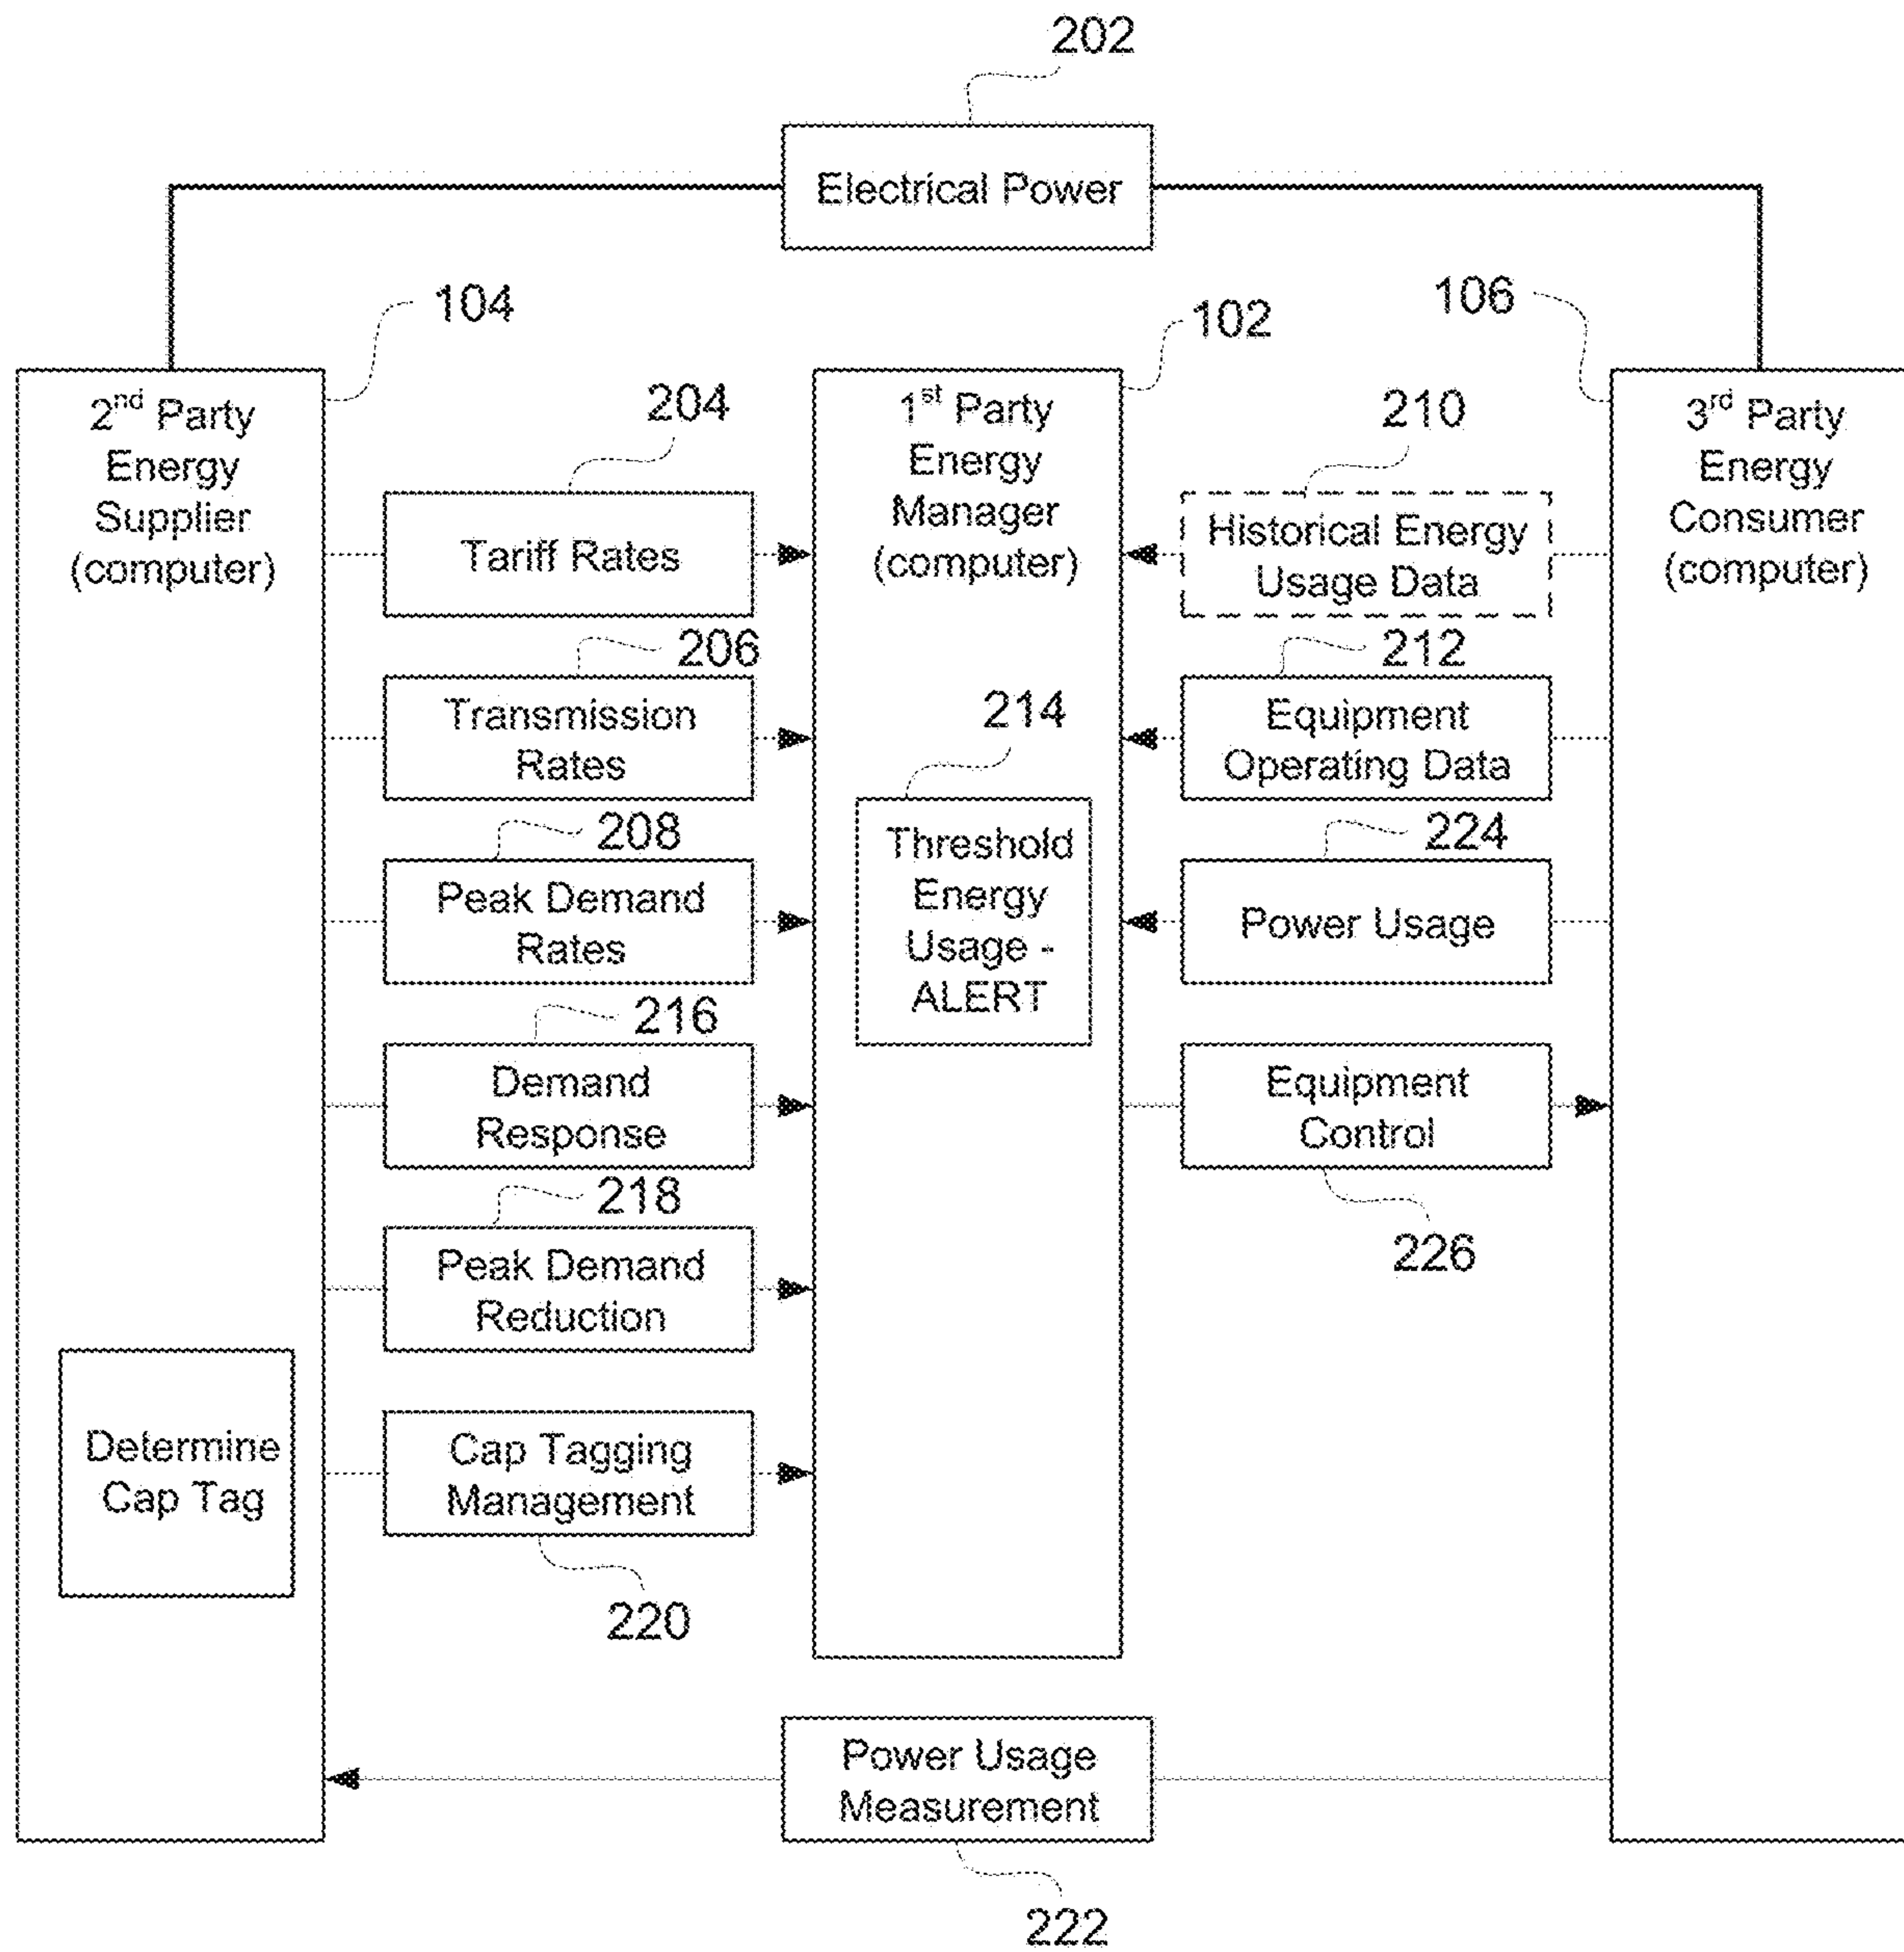 202
Electrical Power
104
102
106
2nd Party
Energy
Supplier
(computer)
204
Tariff Rates
1st Party
Energy
Manager
(computer)
210
Historical Energy
Usage Data
3rd Party
Energy
Consumer
(computer)
206
Transmission
Rates
212
Equipment
Operating Data
214
Threshold
Energy
Usage -
ALERT
208
Peak Demand
Rates
224
Power Usage
216
Demand
Response
Equipment
Control
226
218
Peak Demand
Reduction
Determine
Cap Tag
Cap Tagging
Management
220
Power Usage
Measurement
222